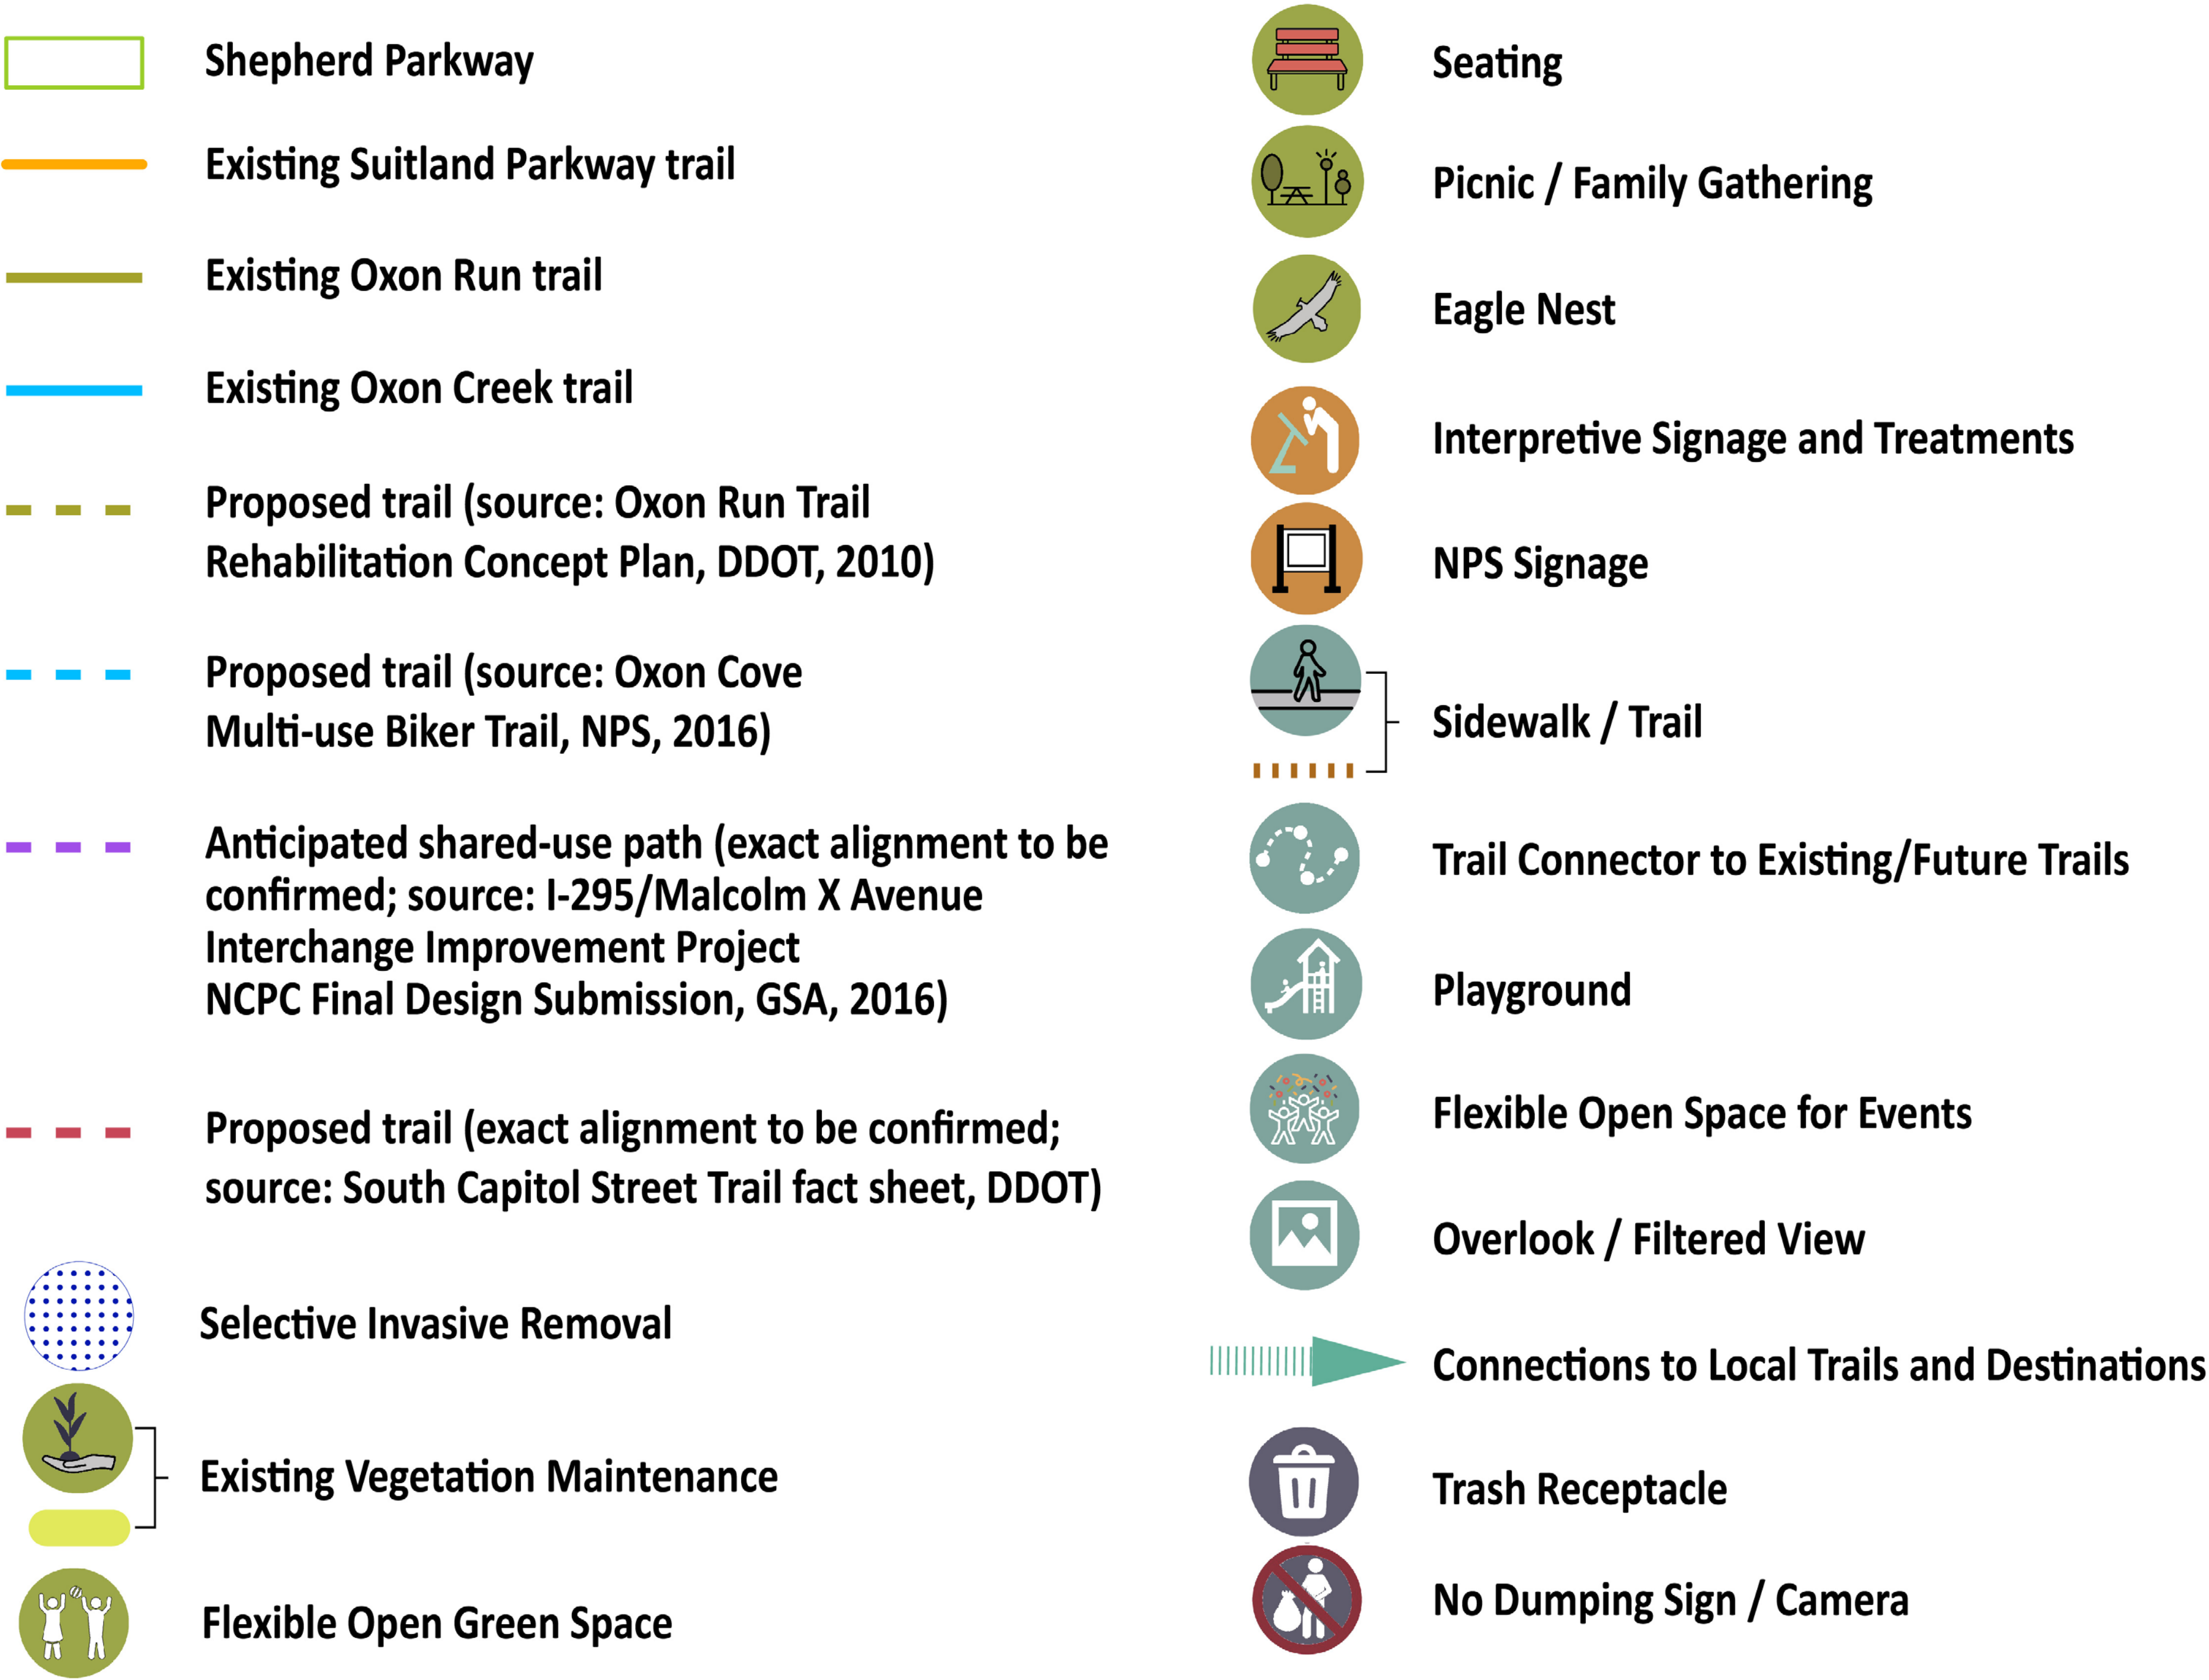 Shepherd Parkway
Existing Suitland Parkway trail
Existing Oxon Run trail
Existing Oxon Creek trail
Proposed trail (source: Oxon Run Trail
Rehabilitation Concept Plan, DDOT, 2010)
Proposed trail (source: Oxon Cove
Multi-use Biker Trail, NPS, 2016)
Anticipated shared-use path (exact alignment to be
confirmed; source: I-295/Malcolm X Avenue
Interchange Improvement Project
NCPC Final Design Submission, GSA, 2016)
Proposed trail (exact alignment to be confirmed;
source: South Capitol Street Trail fact sheet, DDOT)
Selective Invasive Removal
Existing Vegetation Maintenance
Flexible Open Green Space
Seating
Picnic / Family Gathering
Eagle Nest
Interpretive Signage and Treatments
NPS Signage
Sidewalk / Trail
Trail Connector to Existing/Future Trails
Playground
Flexible Open Space for Events
Overlook / Filtered View
Connections to Local Trails and Destinations
Trash Receptacle
No Dumping Sign / Camera